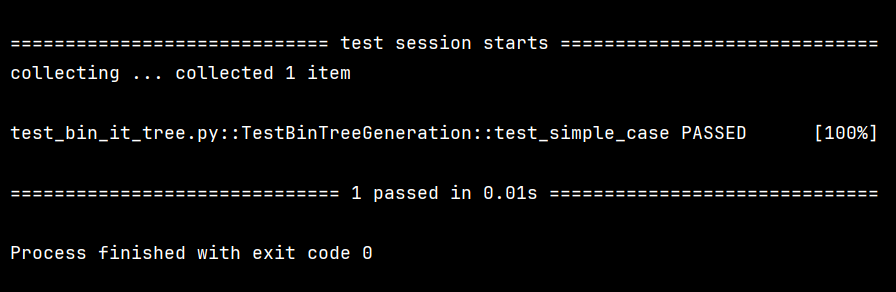 ============================= test session starts =============================
collecting ... collected 1 item
test_bin_it_tree.py::TestBinTreeGeneration::test_simple_case PASSED      [100%]
============================== 1 passed in 0.01s ==============================
Process finished with exit code 0